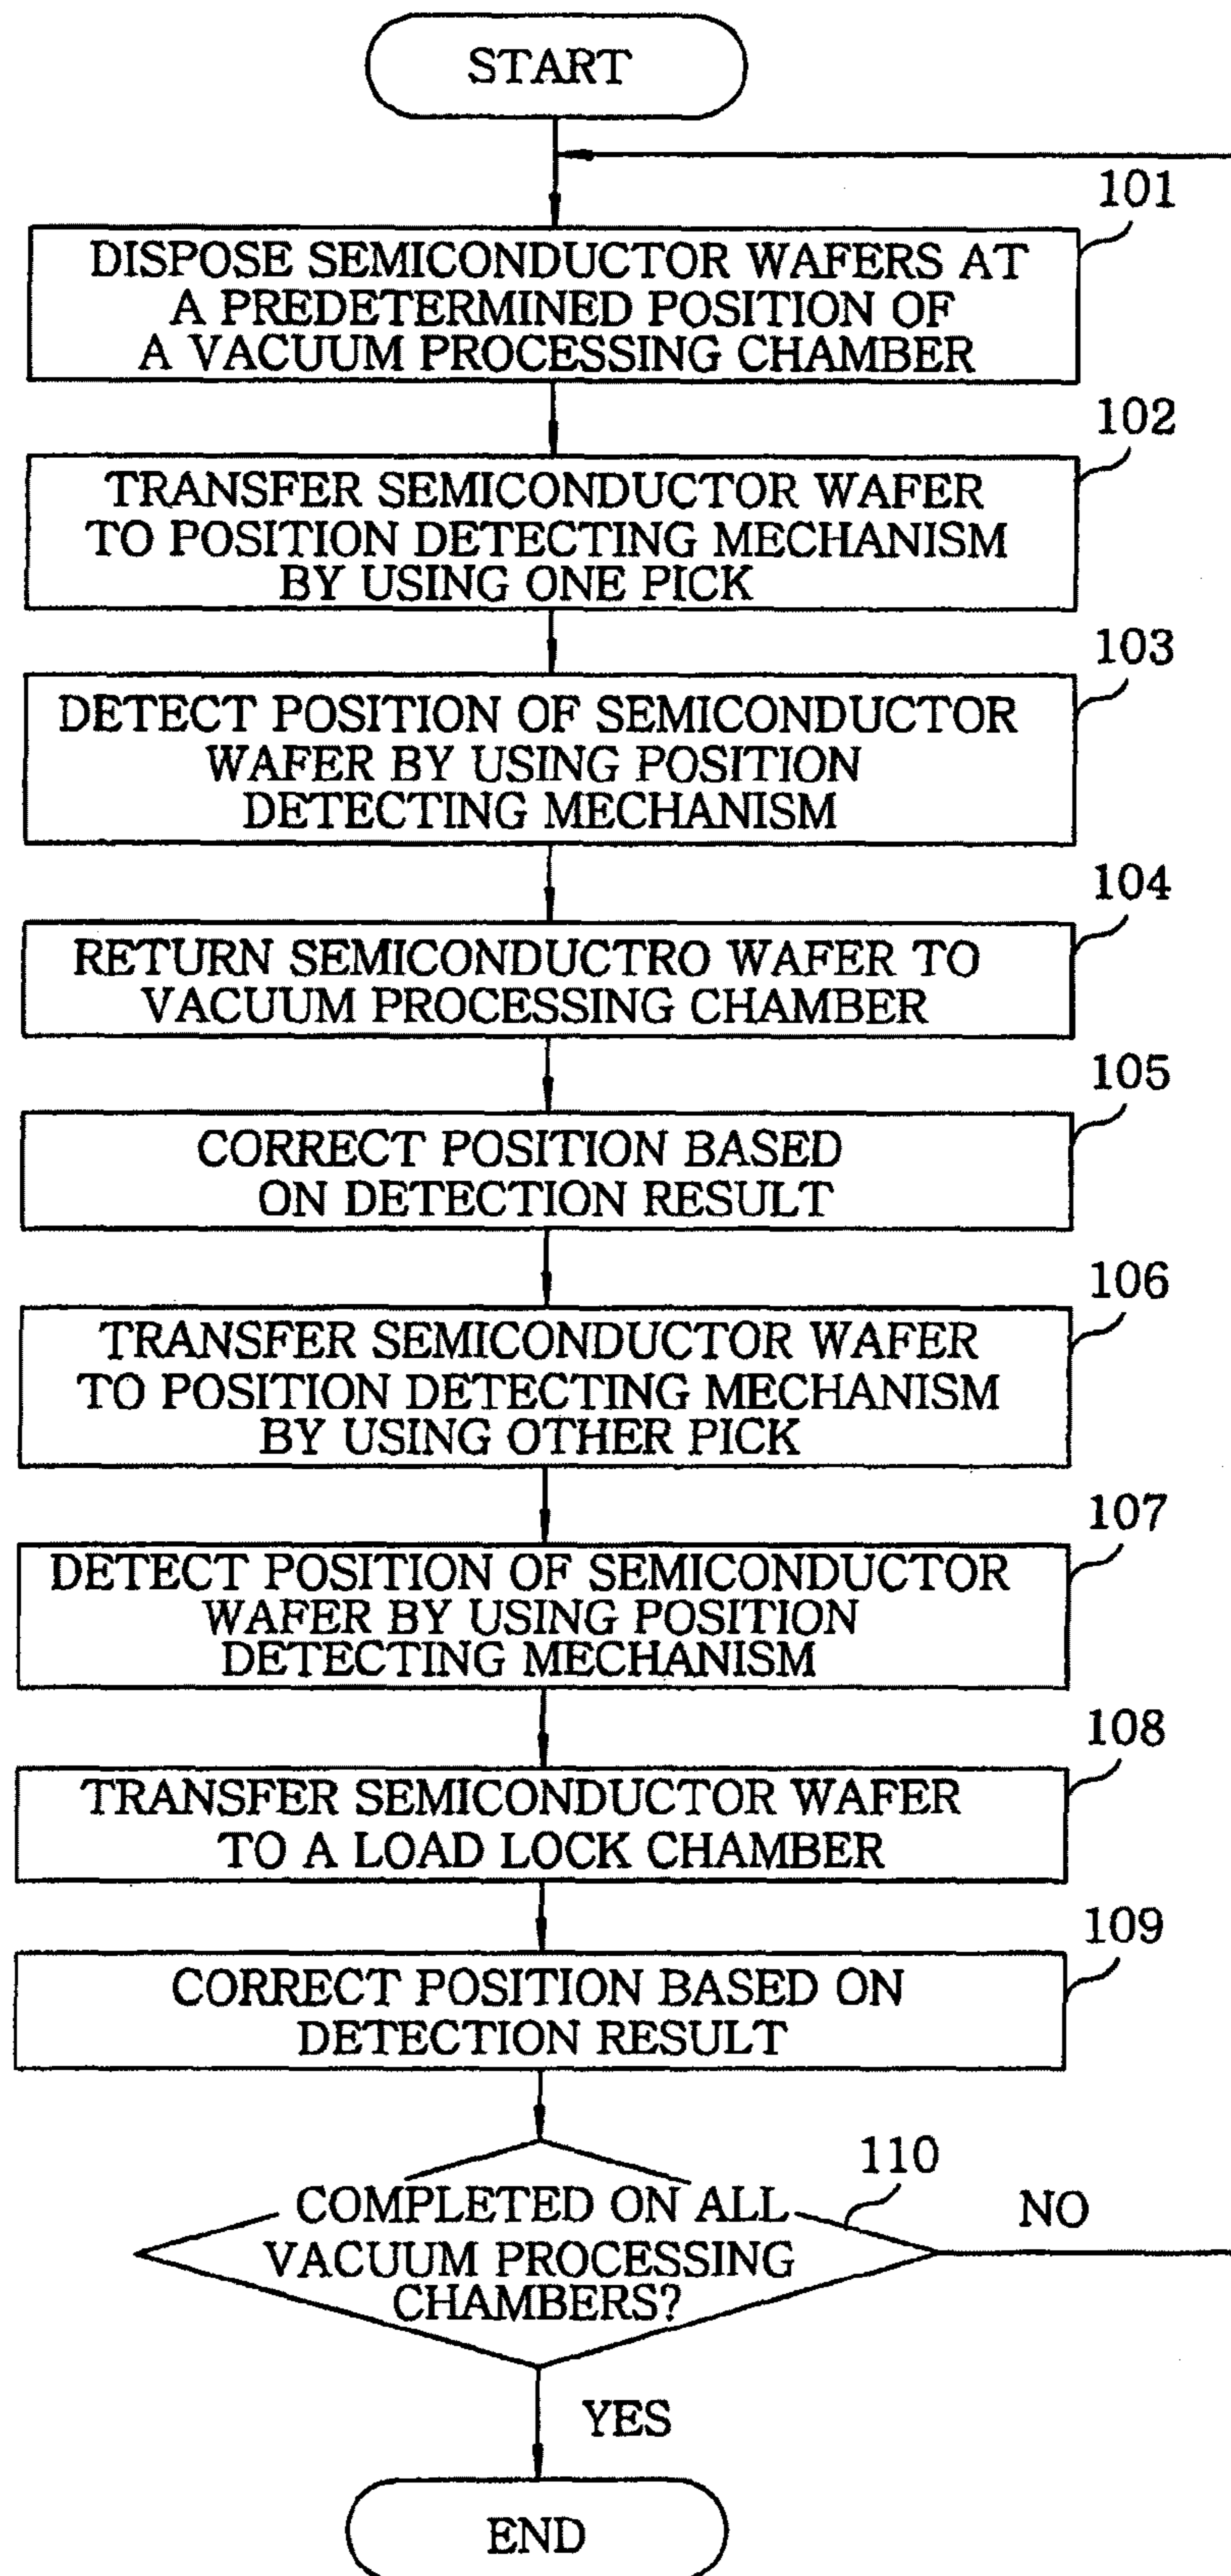 START
101
DISPOSE SEMICONDUCTOR WAFERS AT
A PREDETERMINED POSITION OF
A VACUUM PROCESSING CHAMBER
102
TRANSFER SEMICONDUCTOR WAFER
TO POSITION DETECTING MECHANISM
BY USING ONE PICK
103
DETECT POSITION OF SEMICONDUCTOR
WAFER BY USING POSITION
DETECTING MECHANISM
104
RETURN SEMICONDUCTRO WAFER TO
VACUUM PROCESSING CHAMBER
105
CORRECT POSITION BASED
ON DETECTION RESULT
106
TRANSFER SEMICONDUCTOR WAFER
TO POSITION DETECTING MECHANISM
BY USING OTHER PICK
107
DETECT POSITION OF SEMICONDUCTOR
WAFER BY USING POSITION
DETECTING MECHANISM
108
TRANSFER SEMICONDUCTOR WAFER
TO A LOAD LOCK CHAMBER
109
CORRECT POSITION BASED ON
DETECTION RESULT
110
COMPLETED ON ALL
VACUUM PROCESSING
CHAMBERS?
NO
YES
END